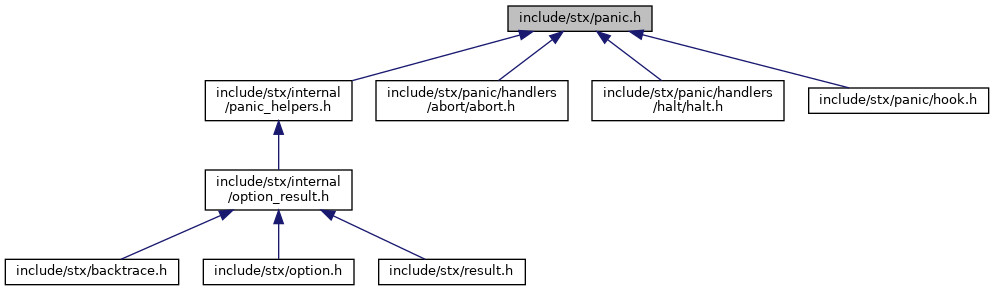 include/stx/panic.h
include/stx/internal
/panic_helpers.h
include/stx/panic/handlers
/abort/abort.h
include/stx/panic/handlers
/halt/halt.h
include/stx/panic/hook.h
include/stx/internal
/option_result.h
include/stx/backtrace.h
include/stx/option.h
include/stx/result.h